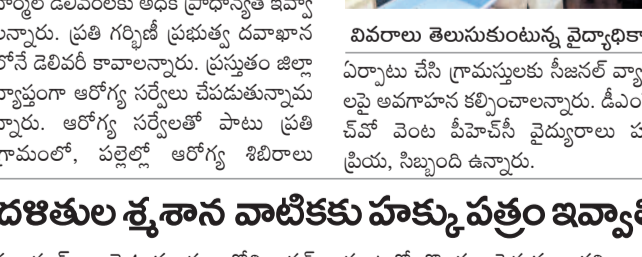 నార్మల్ డెలివరీలకు అధిక ప్రాధాన్యత ఇవ్వా
లన్నారు. ప్రతి గర్భిణీ ప్రభుత్వ దవాఖాన
లోనే డెలివరీ కావాలన్నారు. ప్రస్తుతం జిల్లా
వ్యాప్తంగా ఆరోగ్య సర్వేలు చేపడుతున్నామ
న్నారు. ఆరోగ్య సర్వేలతో పాటు ప్రతి
గ్రామంలో, పల్లెల్లో ఆరోగ్య శిబిరాలు
వివరాలు తెలుసుకుంటున్న వైద్యాధికా
ఏర్పాటు చేసి గ్రామస్తులకు సీజనల్ వ్యా
లపై అవగాహన కల్పించాలన్నారు. డీఎం
చ్‌వో వెంట పీహెచ్‌సీ వైద్యురాలు
ప్రియ, సిబ్బంది ఉన్నారు.
దళితుల శ్మశాన వాటికకు హక్కు పత్రం ఇవ్వా